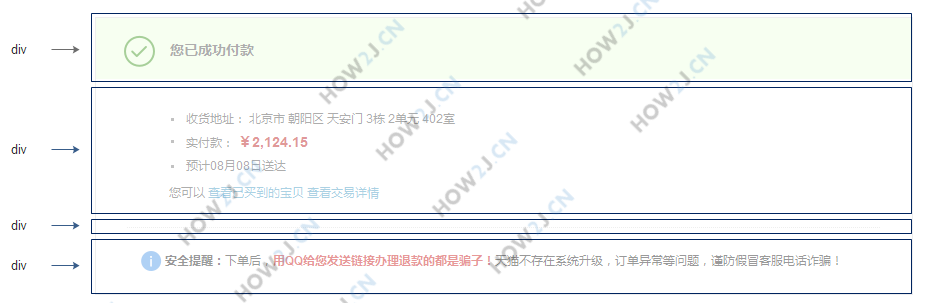 div
您已成功付款
div
收货地址： 北京市 朝阳区 天安门 3栋 2单元 402室
实付款： ￥2,124.15
预计08月08日送达
您可以 查看已买到的宝贝 查看交易详情
div
div
安全提醒：下单后，用QQ给您发送链接办理退款的都是骗子！天猫不存在系统升级，订单异常等问题，谨防假冒客服电话诈骗！
HOW2J.CN
HOW2J.CN
HOW2J.CN
HOW2J.CN
HOW2J.CN
HOW2J.CN
HOW2J.CN
HOW2J.CN